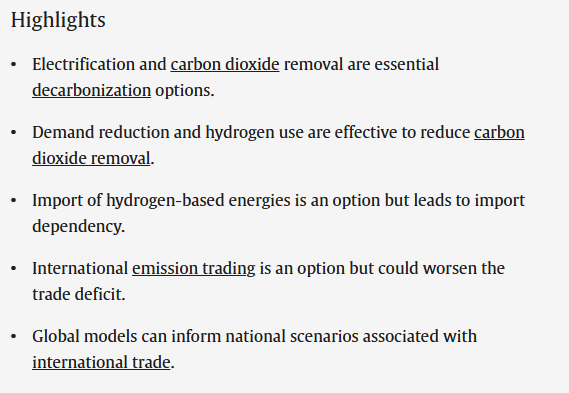 Highlights
• Electrification and carbon dioxide removal are essential
decarbonization options.
• Demand reduction and hydrogen use are effective to reduce carbon
dioxide removal.
• Import of hydrogen-based energies is an option but leads to import
dependency.
• International emission trading is an option but could worsen the
trade deficit.
• Global models can inform national scenarios associated with
international trade.